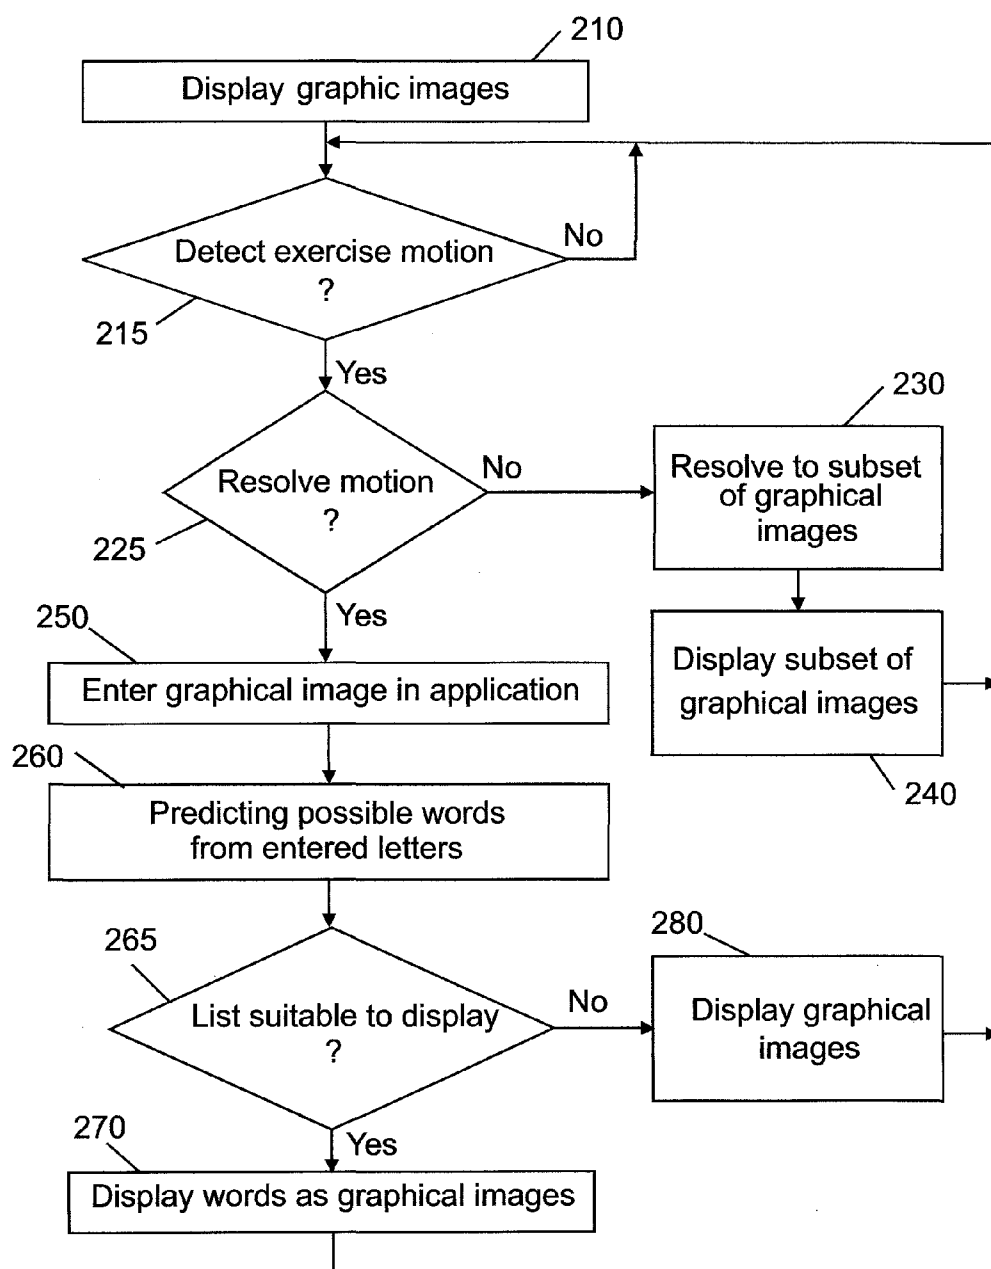 210
Display graphic images
Detect exercise motion
?
No
215
Yes
230
Resolve motion
?
No
Resolve to subset
of graphical
images
225
Yes
250
Enter graphical image in application
Display subset of
graphical images
240
260
Predicting possible words
from entered letters
265
List suitable to display
?
No
280
Display graphical
images
Yes
270
Display words as graphical images